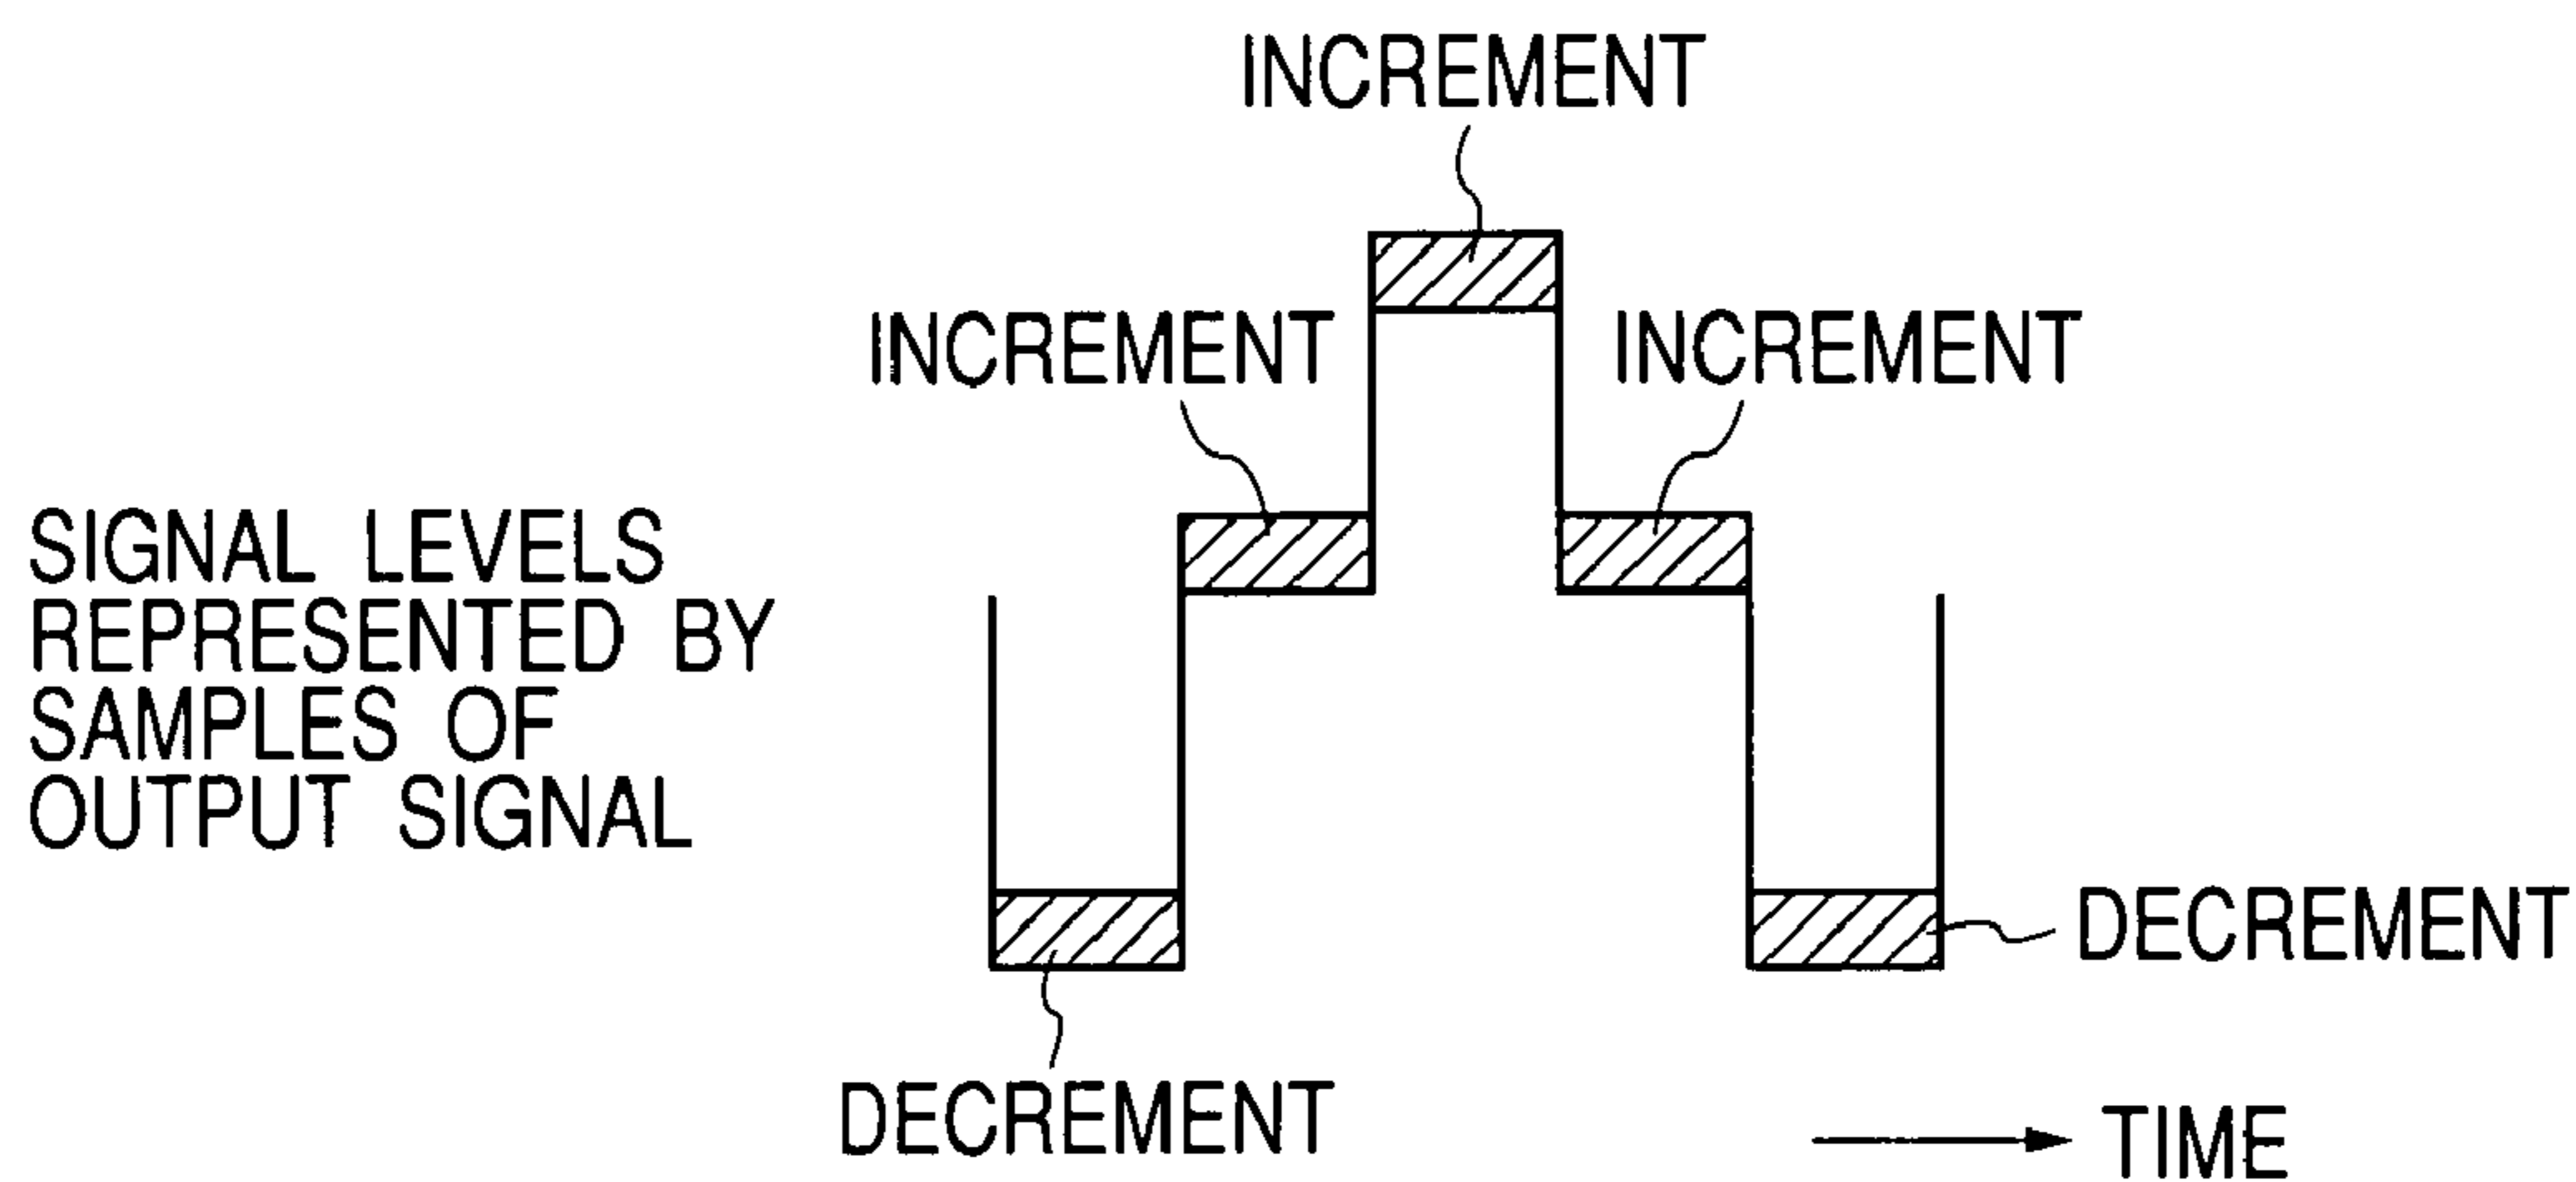 INCREMENT
INCREMENT
INCREMENT
SIGNAL LEVELS
REPRESENTED BY
SAMPLES OF
OUTPUT SIGNAL
DECREMENT
DECREMENT
TIME